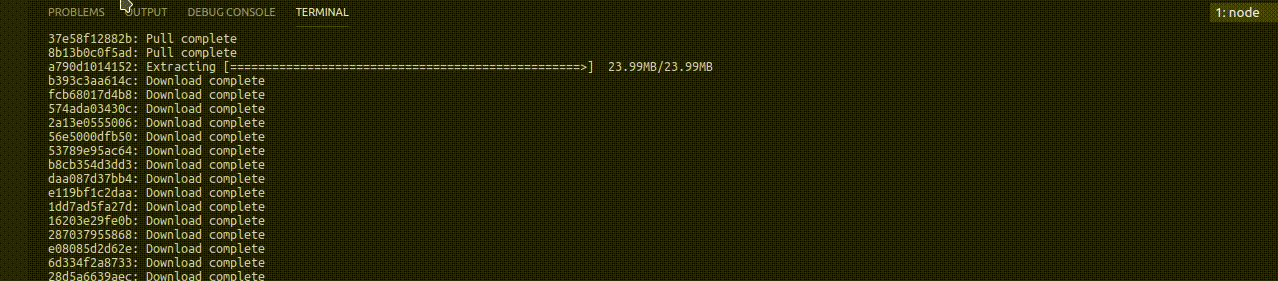 PROBLEMS OUTPUT DEBUG CONSOLE TERMINAL 1: node
37e58f12882b: Pull complete
8b13b0c0f5ad: Pull complete
a790d1014152: Extracting [==================================================>] 23.99MB/23.99MB
b393c3aa614c: Download complete
fcb68017d4b8: Download complete
574ada03430c: Download complete
2a13e0555006: Download complete
56e5000dfb50: Download complete
53789e95ac64: Download complete
b8cb354d3dd3: Download complete
daa087d37bb4: Download complete
e119bf1c2daa: Download complete
1dd7ad5fa27d: Download complete
16203e29fe0b: Download complete
287037955868: Download complete
e08085d2d62e: Download complete
6d334f2a8733: Download complete
28d5a6639aec: Download complete